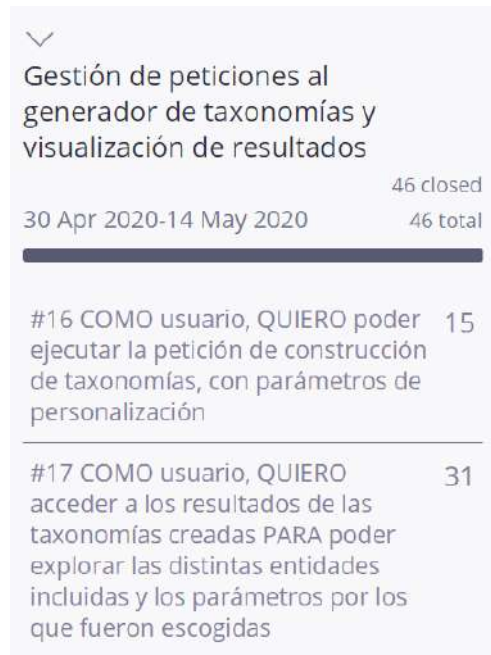 Gestión de peticiones al
generador de taxonomías y
visualización de resultados
46 closed
30 Apr 2020-14 May 2020
46 total
#16 COMO usuario, QUIERO poder 15
ejecutar la petición de construcción
de taxonomías, con parámetros de
personalización
#17 COMO usuario, QUIERO 31
acceder a los resultados de las
taxonomías creadas PARA poder
explorar las distintas entidades
incluidas y los parámetros por los
que fueron escogidas